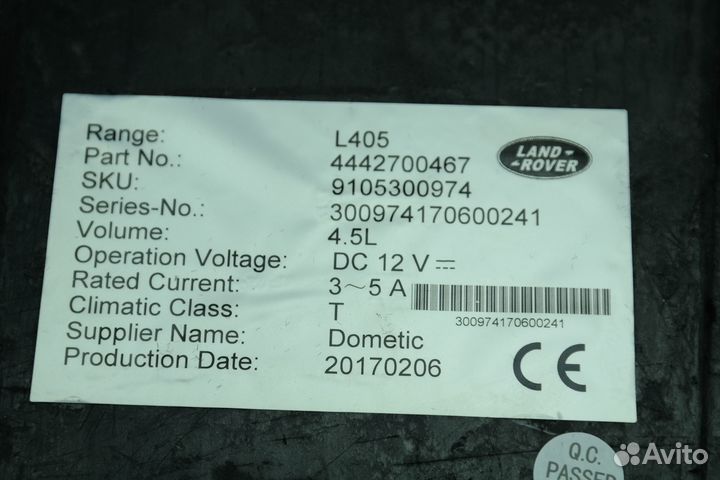 Range: L405
Part No.: 4442700467
SKU: 9105300974
Series-No.: 300974170600241
Volume: 4.5L
Operation Voltage: DC 12 V ⎓
Rated Current: 3~5 A
Climatic Class: T
Supplier Name: Dometic
Production Date: 20170206
LAND
ROVER
300974170600241
CE
Q.C.
PASSED
Avito